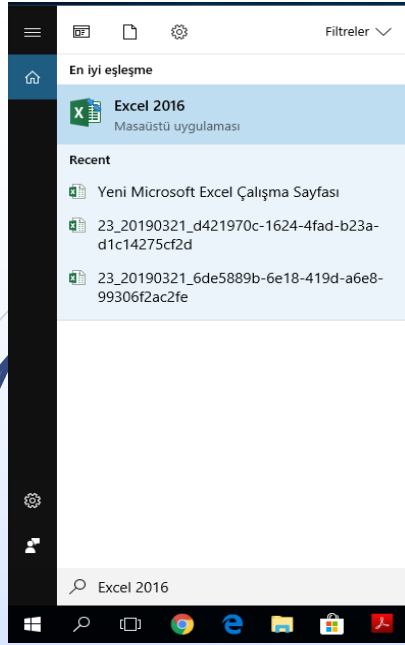 Filtreler
En iyi eşleşme
Excel 2016
Masaüstü uygulaması
Recent
Yeni Microsoft Excel Çalışma Sayfası
23_20190321_d421970c-1624-4fad-b23a-
d1c14275cf2d
23_20190321_6de5889b-6e18-419d-a6e8-
99306f2ac2fe
Excel 2016